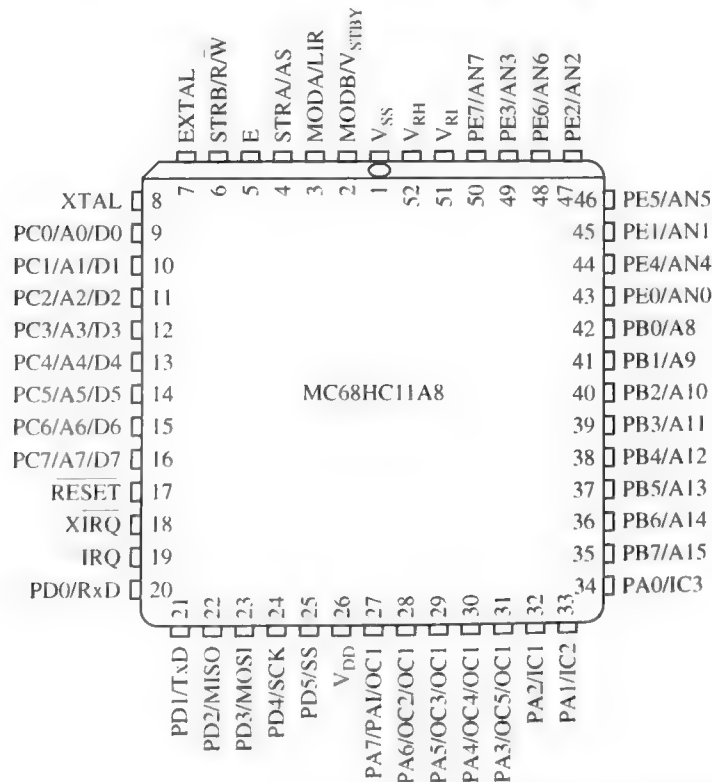 EXTAL
STRB/R/W̅
E
STRA/AS
MODA/LIR
MODB/V_STBY
V_SS
V_RH
V_RL
PE7/AN7
PE3/AN3
PE6/AN6
PE2/AN2
7 6 5 4 3 2 1 52 51 50 49 48 47
XTAL 8
PC0/A0/D0 9
PC1/A1/D1 10
PC2/A2/D2 11
PC3/A3/D3 12
PC4/A4/D4 13
PC5/A5/D5 14
PC6/A6/D6 15
PC7/A7/D7 16
R̅E̅S̅E̅T̅ 17
XI̅R̅Q̅ 18
IRQ 19
PD0/RxD 20
MC68HC11A8
46 PE5/AN5
45 PE1/AN1
44 PE4/AN4
43 PE0/AN0
42 PB0/A8
41 PB1/A9
40 PB2/A10
39 PB3/A11
38 PB4/A12
37 PB5/A13
36 PB6/A14
35 PB7/A15
34 PA0/IC3
21 22 23 24 25 26 27 28 29 30 31 32 33
PD1/TxD
PD2/MISO
PD3/MOSI
PD4/SCK
PD5/SS
V_DD
PA7/PAI/OC1
PA6/OC2/OC1
PA5/OC3/OC1
PA4/OC4/OC1
PA3/OC5/OC1
PA2/IC1
PA1/IC2